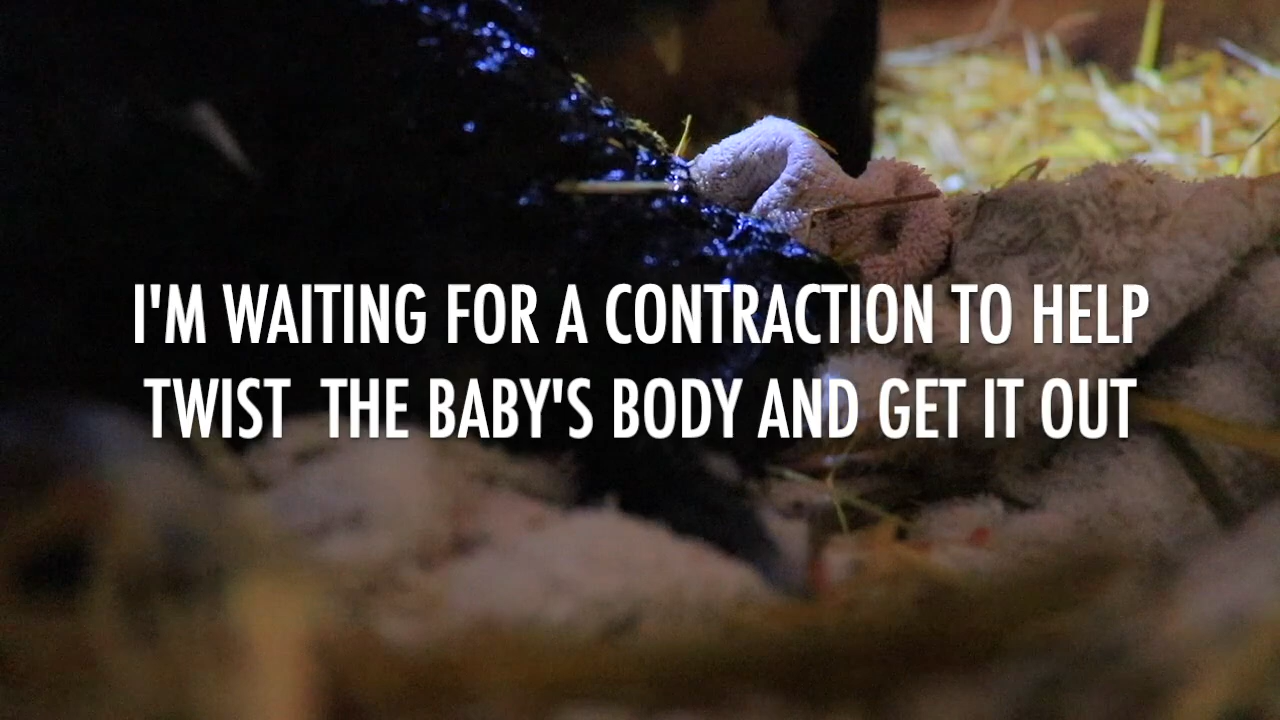 I'M WAITING FOR A CONTRACTION TO HELP
TWIST  THE BABY'S BODY AND GET IT OUT